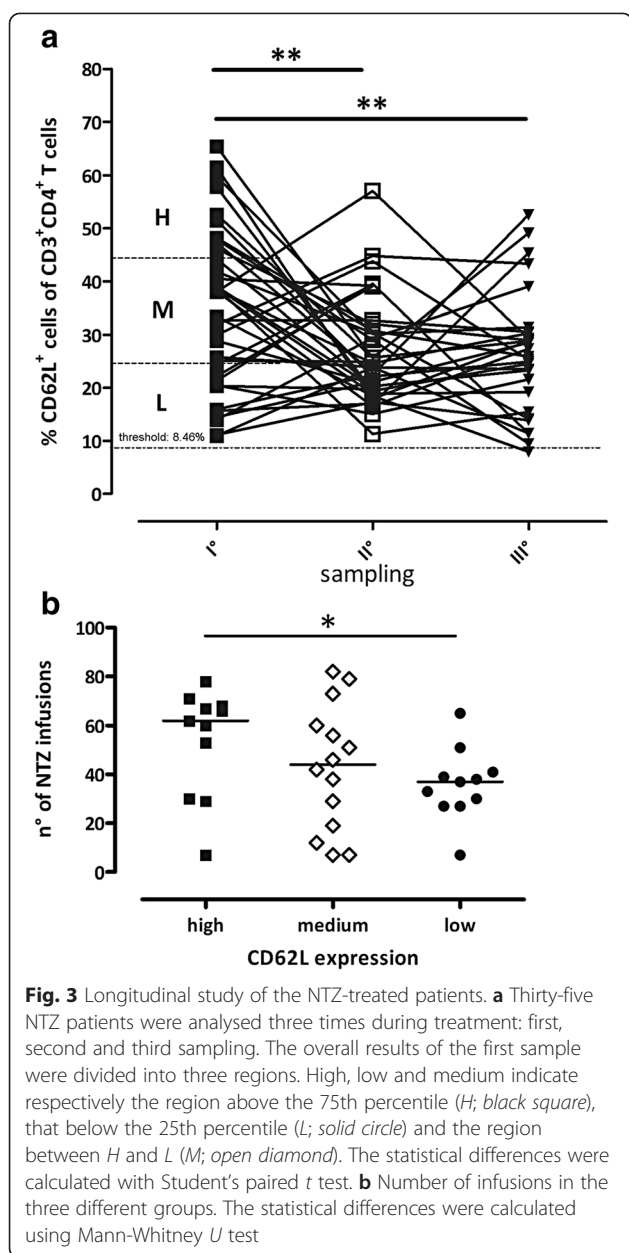 a
**
**
80
70
60
50
40
30
20
10
0
% CD62L+ cells of CD3+CD4+ T cells
H
M
L
threshold: 8.46%
I° II° III°
sampling
b
*
100
80
60
40
20
0
n° of NTZ infusions
high medium low
CD62L expression
Fig. 3 Longitudinal study of the NTZ-treated patients. a Thirty-five
NTZ patients were analysed three times during treatment: first,
second and third sampling. The overall results of the first sample
were divided into three regions. High, low and medium indicate
respectively the region above the 75th percentile (H; black square),
that below the 25th percentile (L; solid circle) and the region
between H and L (M; open diamond). The statistical differences were
calculated with Student's paired t test. b Number of infusions in the
three different groups. The statistical differences were calculated
using Mann-Whitney U test